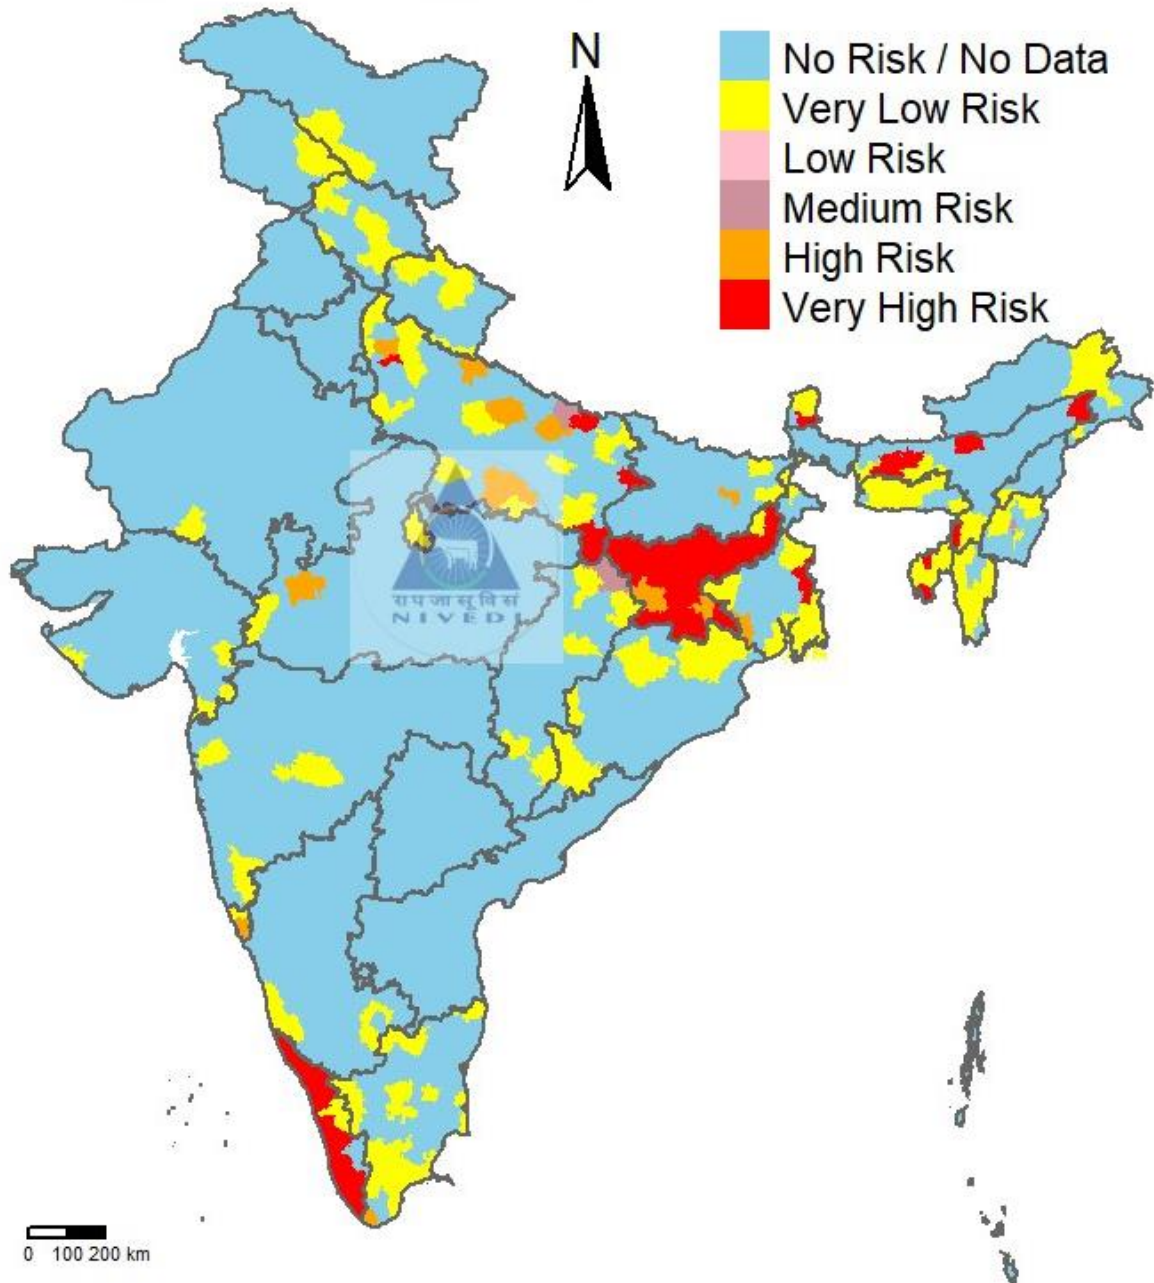 N
No Risk / No Data
Very Low Risk
Low Risk
Medium Risk
High Risk
Very High Risk
रा प जा सू वि सं
NIVEDI
0 100 200 km